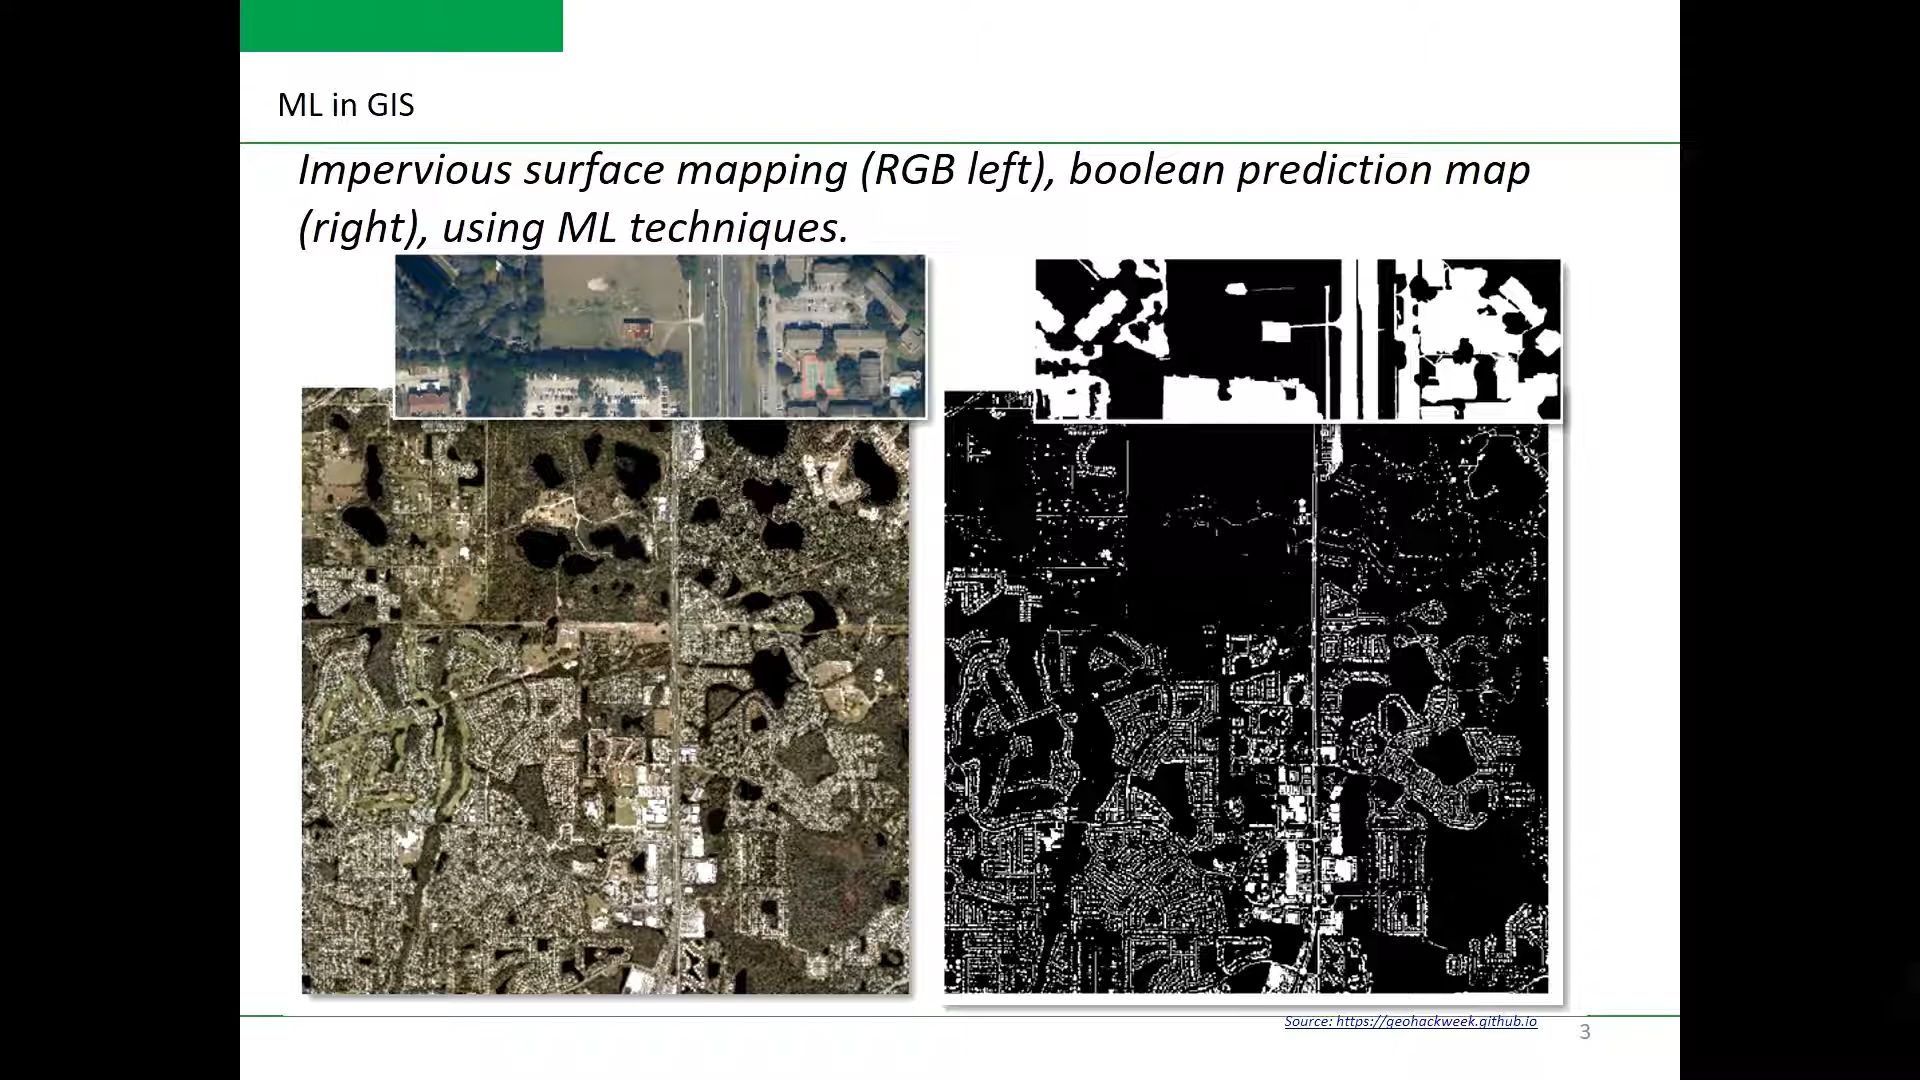 ML in GIS
Impervious surface mapping (RGB left), boolean prediction map
(right), using ML techniques.
Source: https://geohackweek.github.io
3